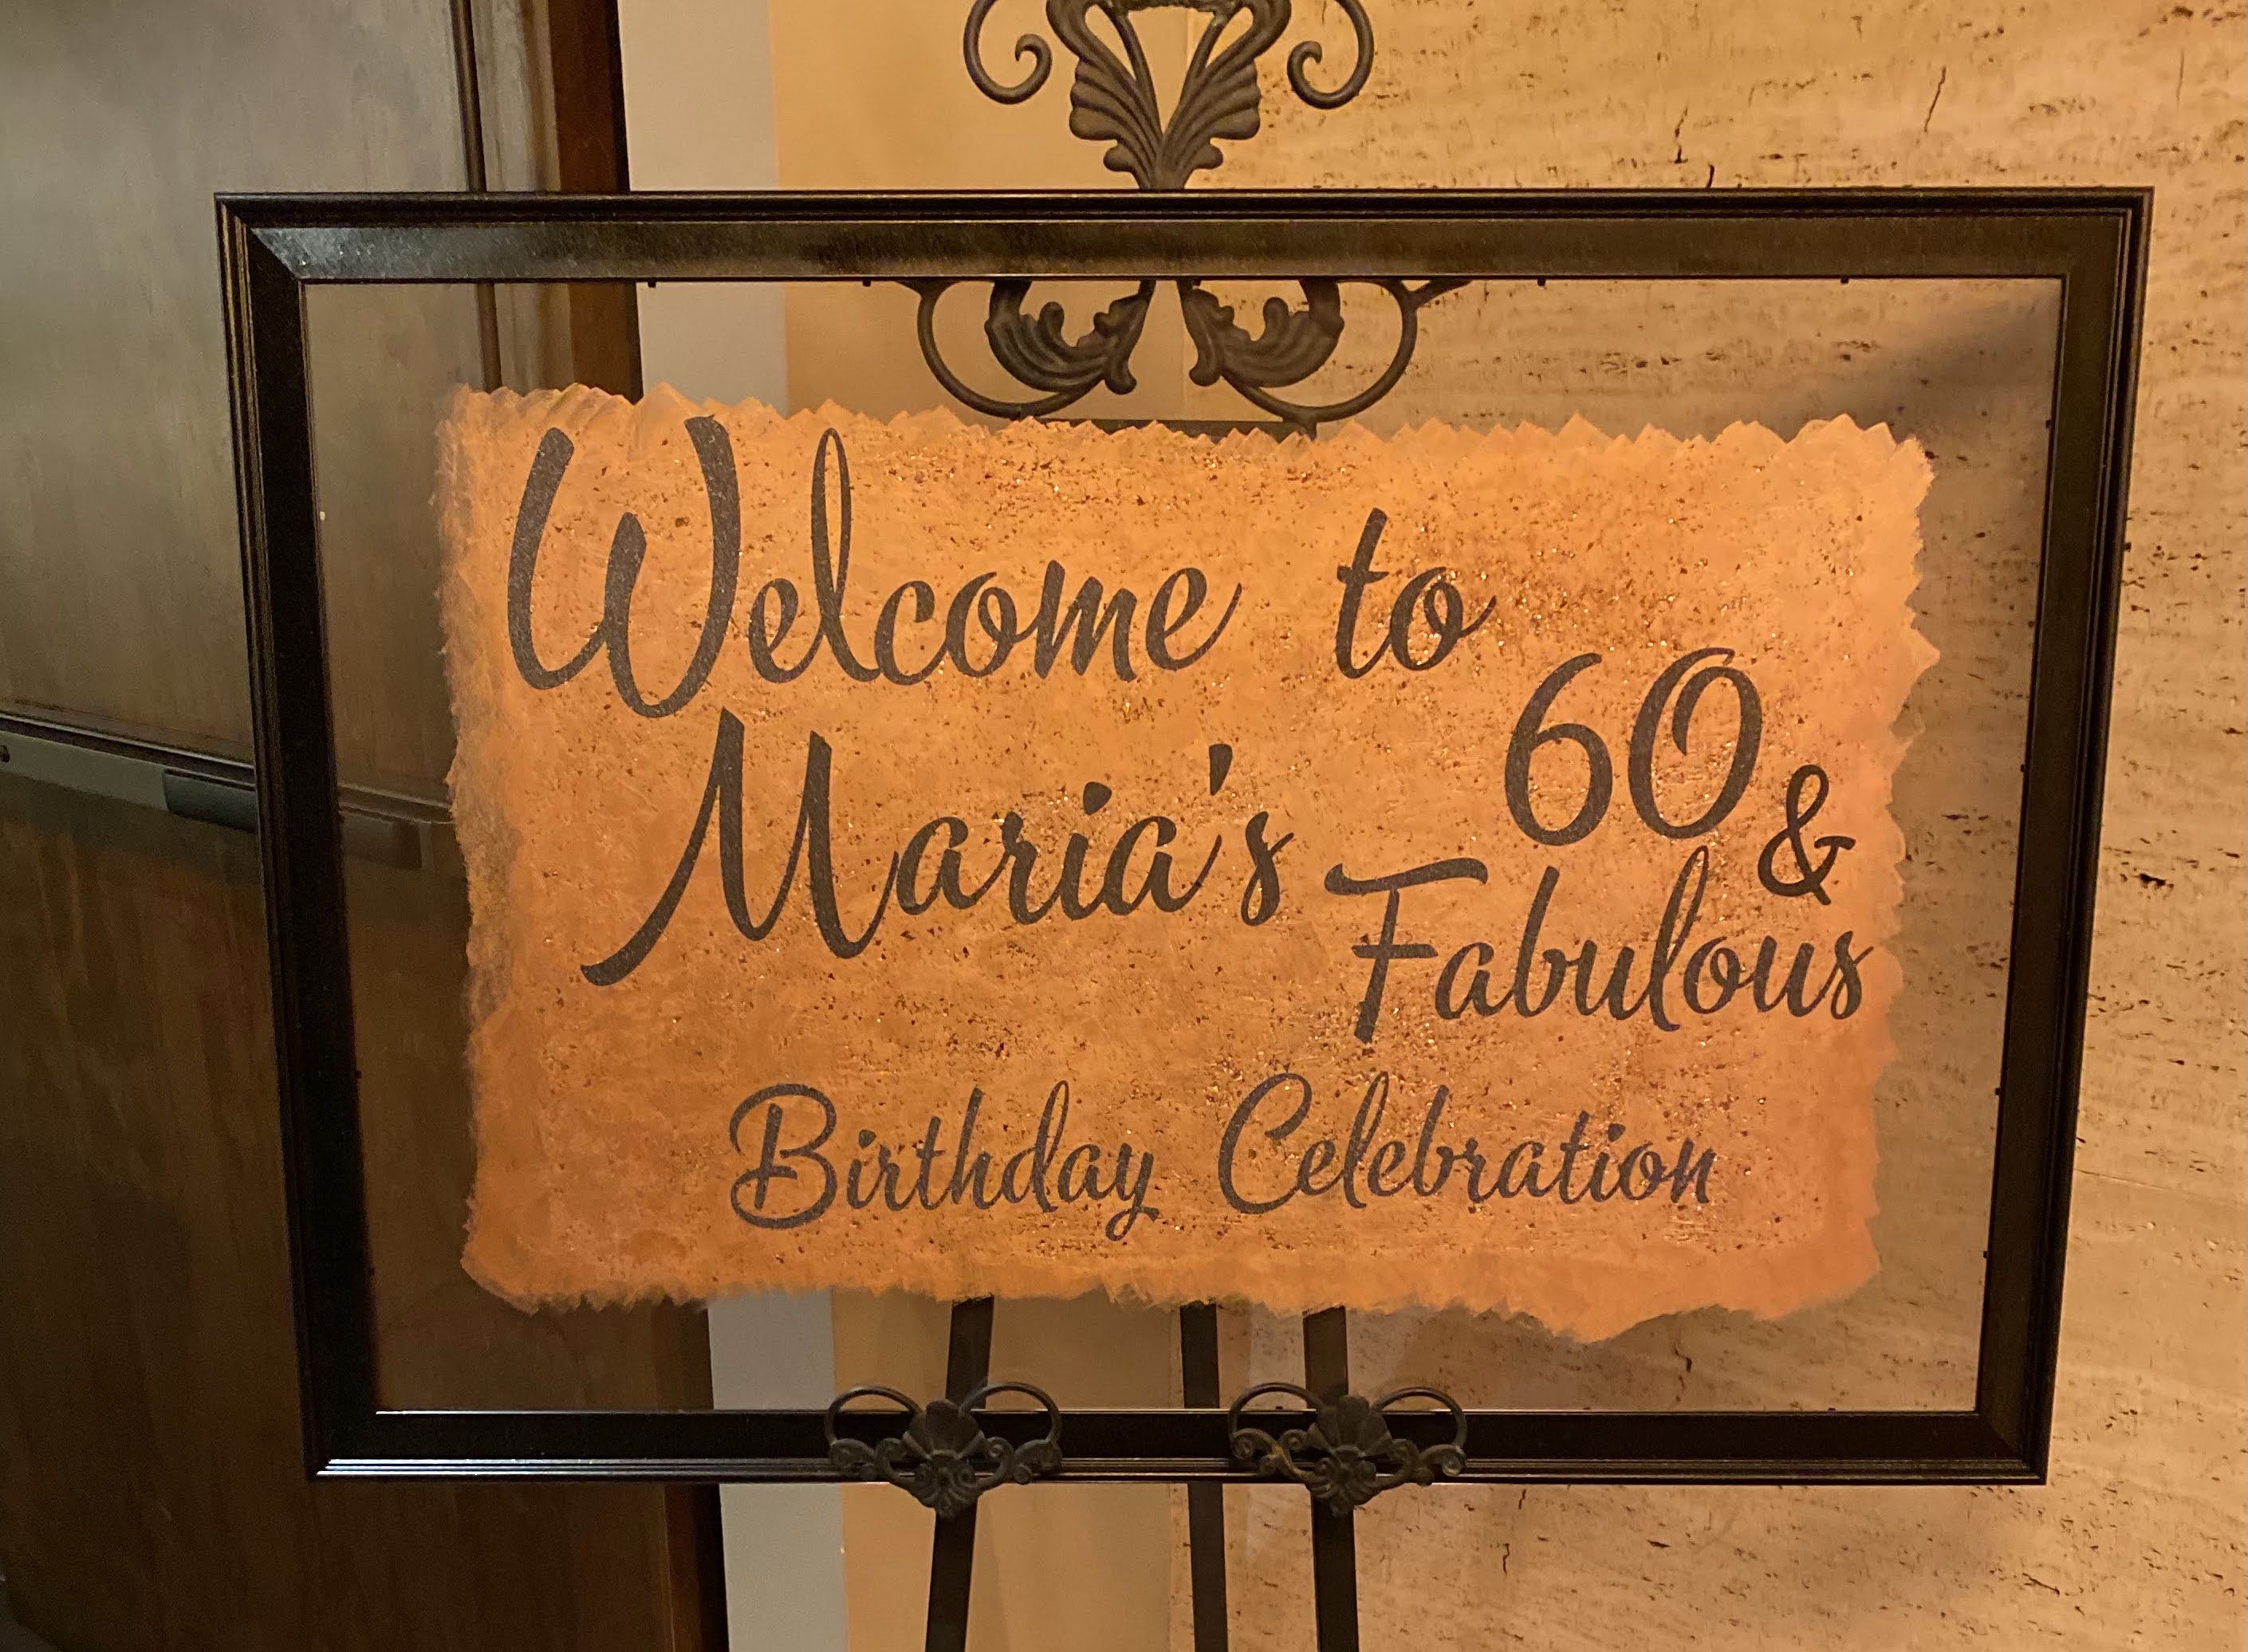 Welcome to
Maria's 60 &
Fabulous
Birthday Celebration